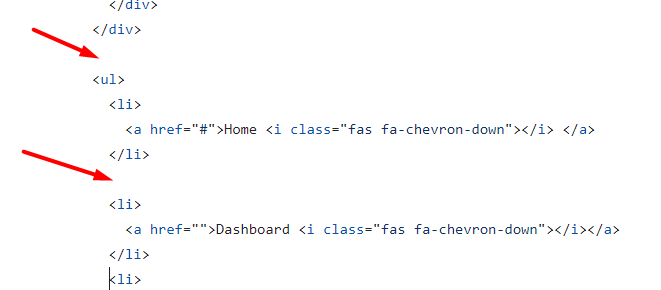 </div>
</div>
<ul>
<li>
<a href="#">Home <i class="fas fa-chevron-down"></i> </a>
</li>
<li>
<a href="">Dashboard <i class="fas fa-chevron-down"></i></a>
</li>
<li>